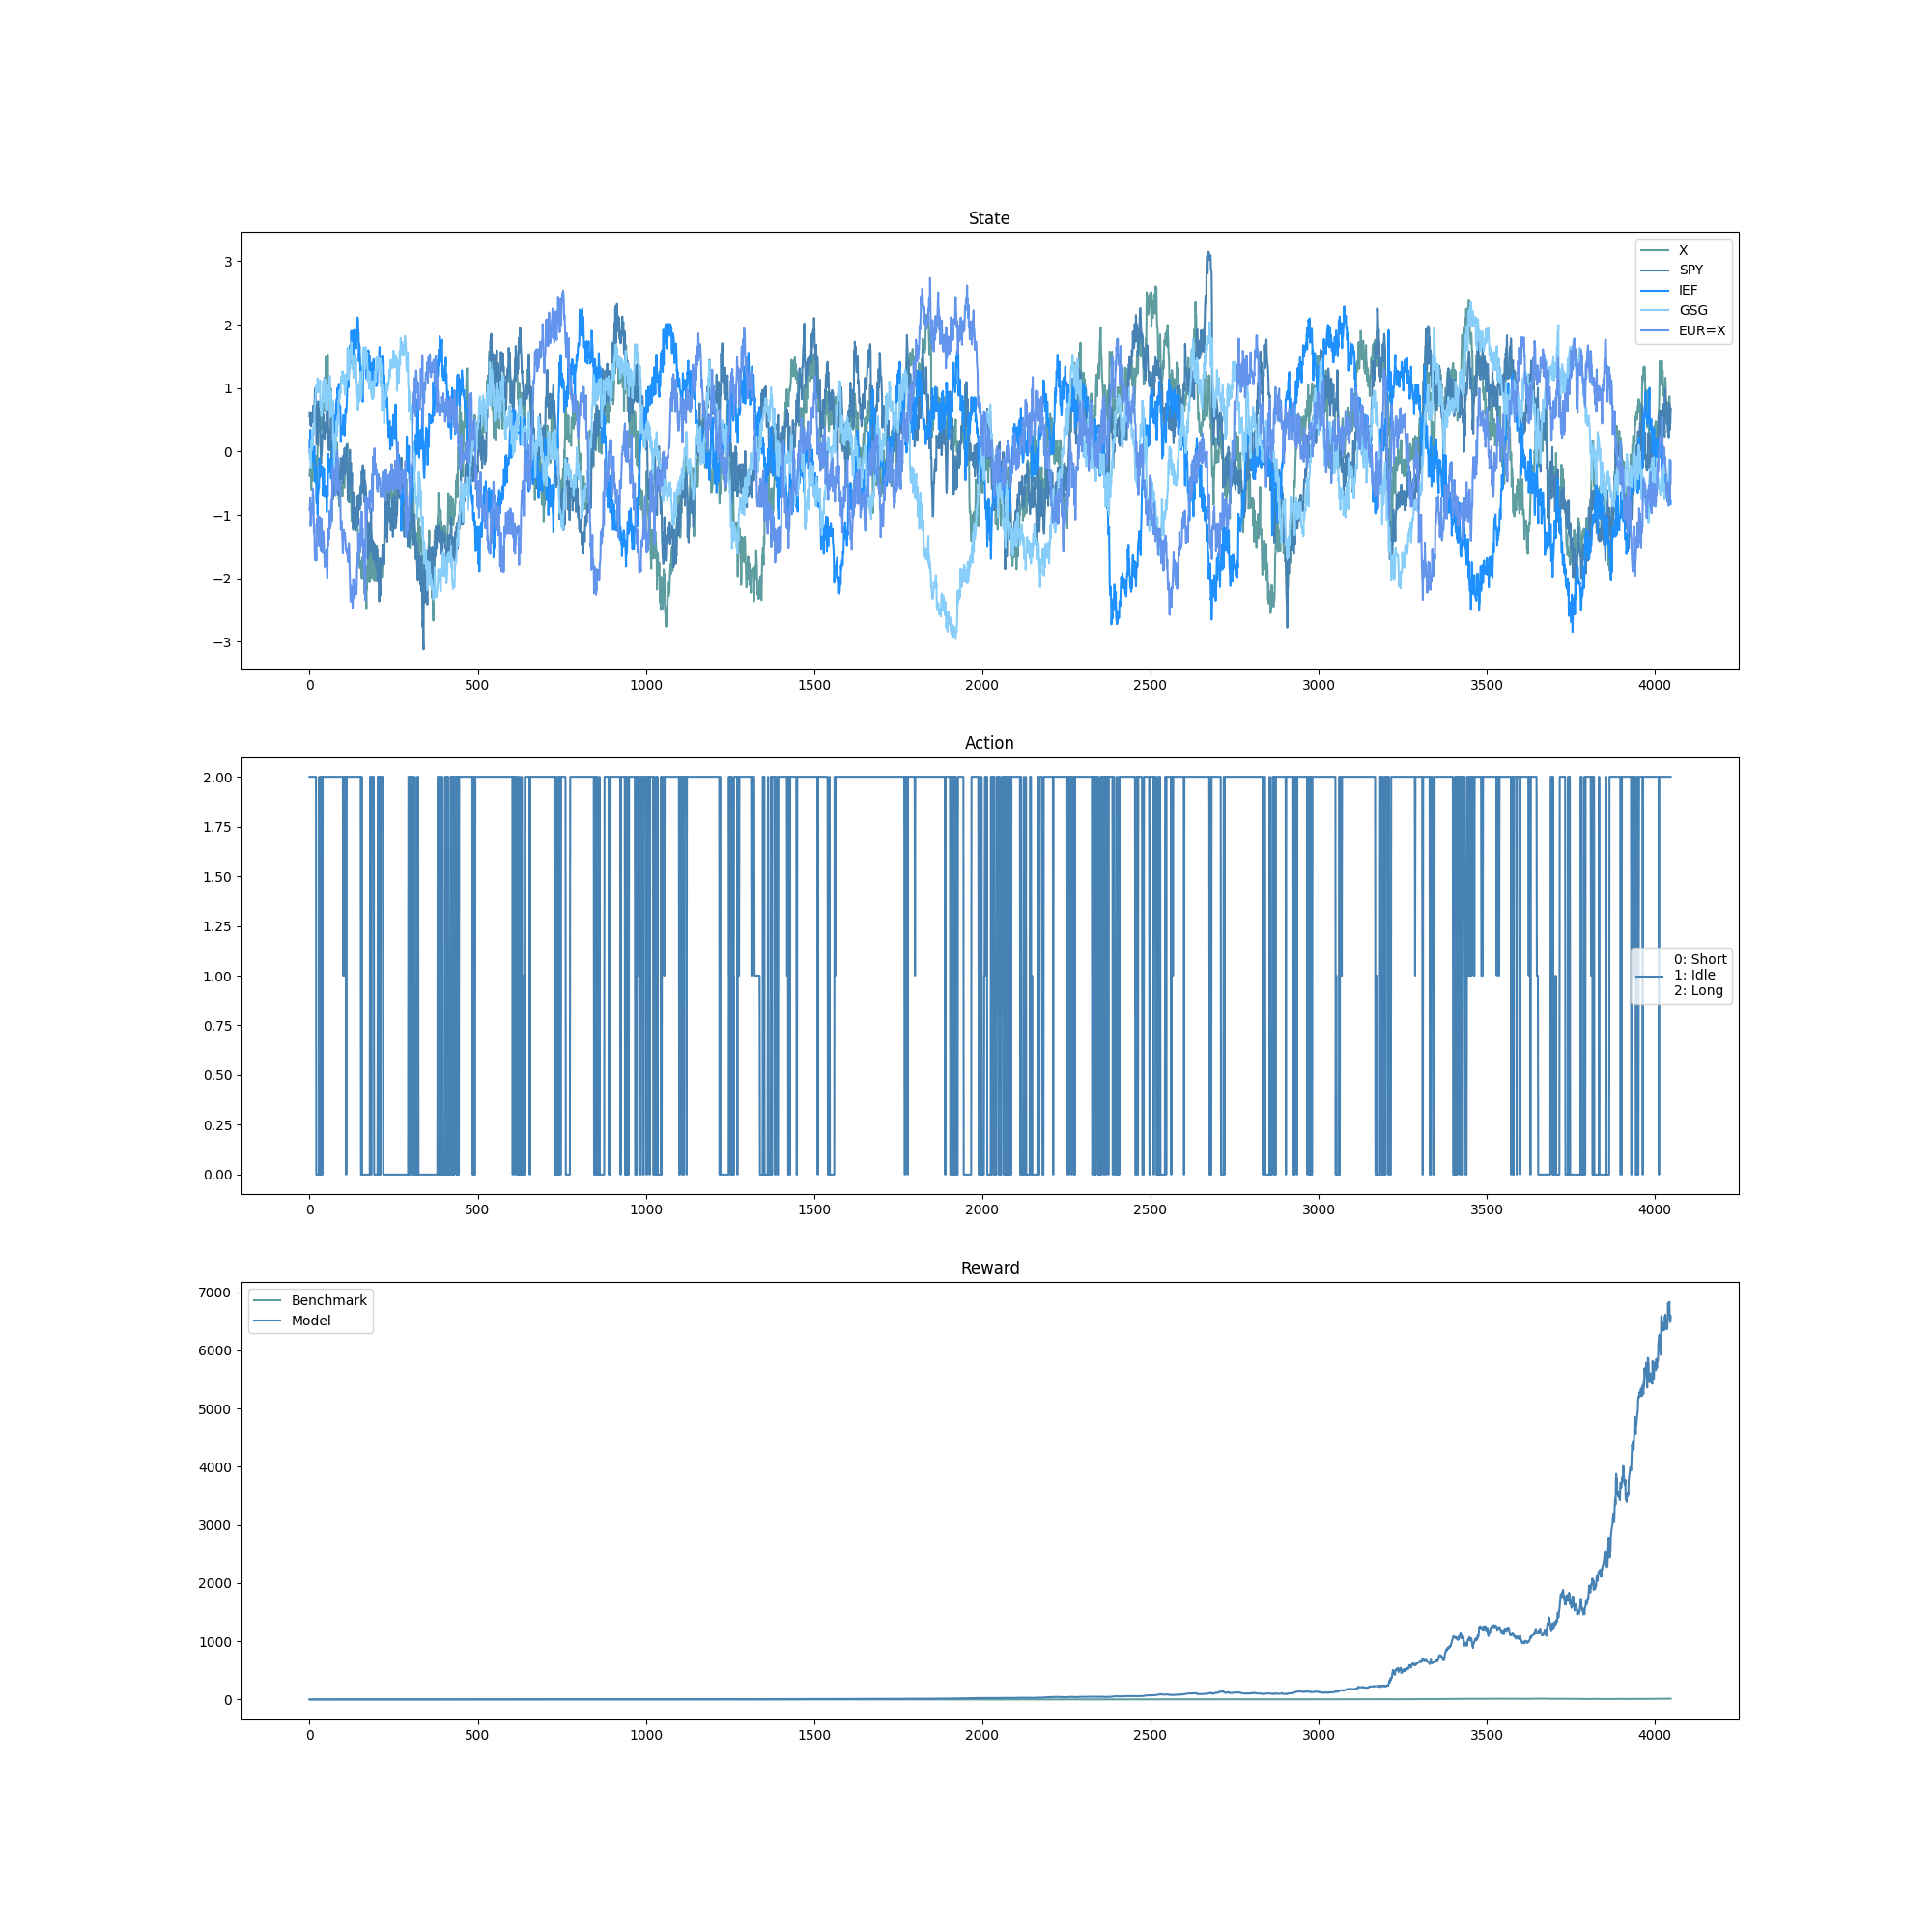 State
3
2
1
0
−1
−2
−3
X
SPY
IEF
GSG
EUR=X
0 500 1000 1500 2000 2500 3000 3500 4000
Action
2.00
1.75
1.50
1.25
1.00
0.75
0.50
0.25
0.00
0: Short
1: Idle
2: Long
0 500 1000 1500 2000 2500 3000 3500 4000
Reward
7000
6000
5000
4000
3000
2000
1000
0
Benchmark
Model
0 500 1000 1500 2000 2500 3000 3500 4000